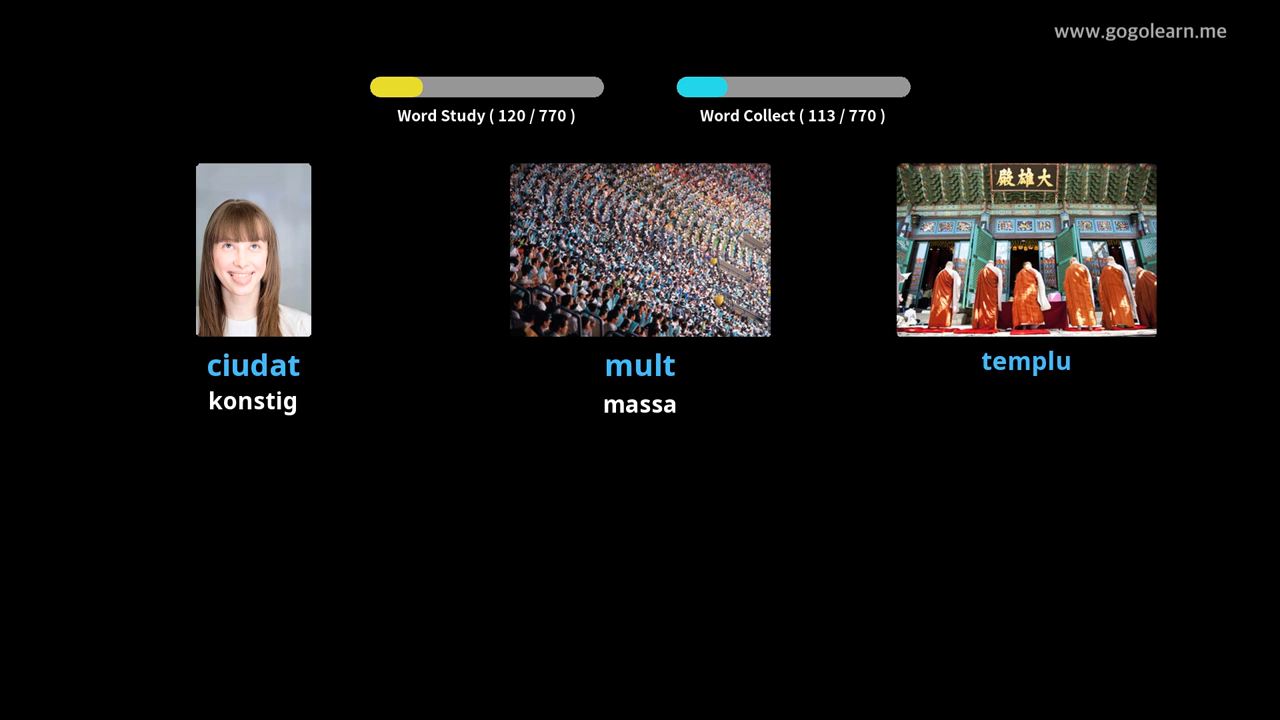 www.gogolearn.me
Word Study ( 120 / 770 )
Word Collect ( 113 / 770 )
殿雄大
ciudat
konstig
mult
massa
templu